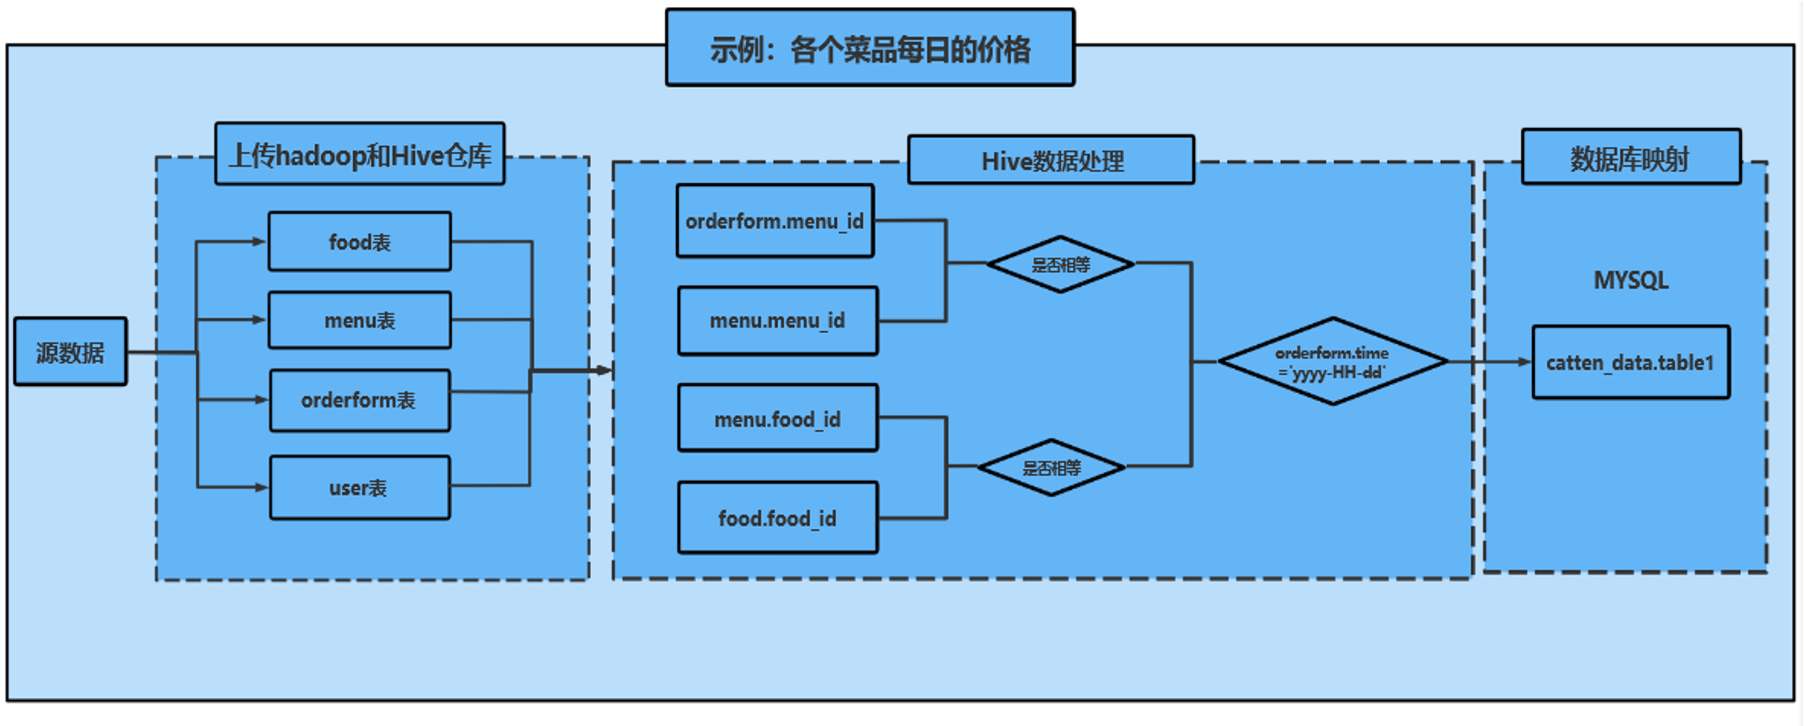 示例：各个菜品每日的价格
上传hadoop和Hive仓库
Hive数据处理
数据库映射
源数据
food表
menu表
orderform表
user表
orderform.menu_id
menu.menu_id
menu.food_id
food.food_id
是否相等
是否相等
orderform.time
='yyyy-HH-dd'
MYSQL
catten_data.table1